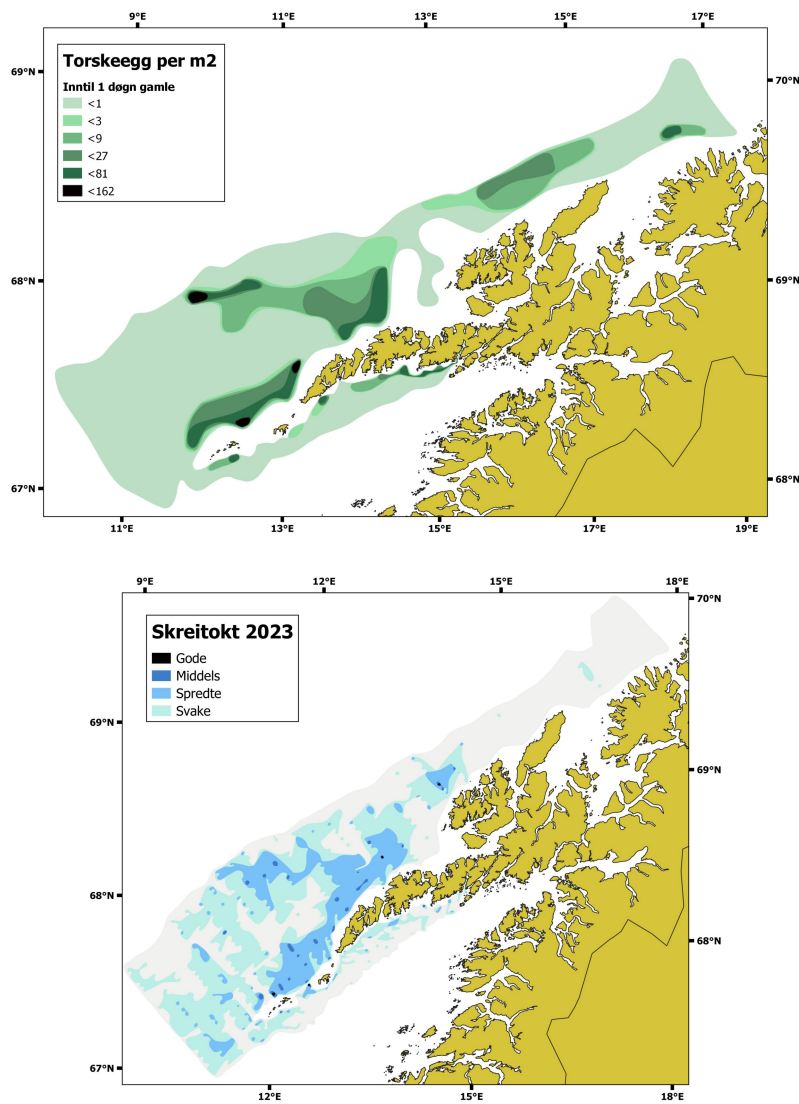 9°E 11°E 13°E 15°E 17°E
Torskeegg per m2
Inntil 1 døgn gamle
<1
<3
<9
<27
<81
<162
69°N
70°N
68°N
69°N
67°N
68°N
11°E 13°E 15°E 17°E 19°E
9°E 12°E 15°E 18°E
Skreitokt 2023
Gode
Middels
Spredte
Svake
70°N
69°N
69°N
68°N
68°N
67°N
12°E 15°E 18°E